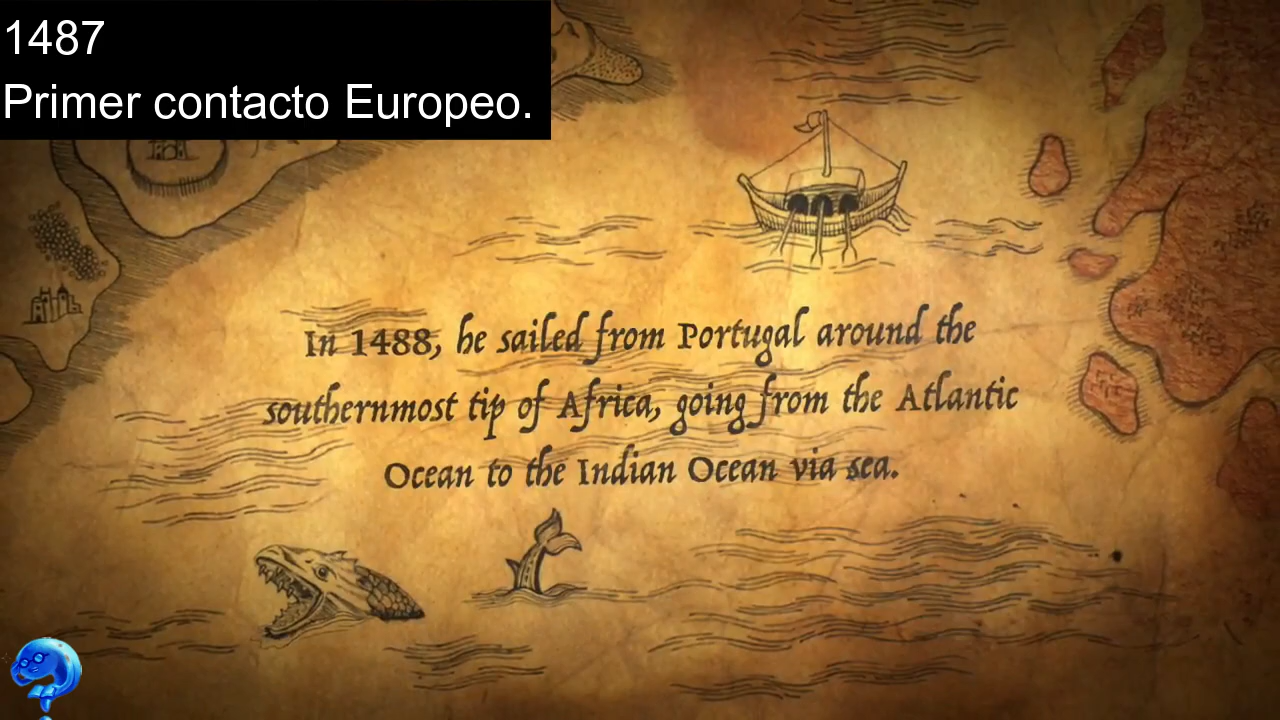 1487
Primer contacto Europeo.
In 1488, he sailed from Portugal around the
southernmost tip of Africa, going from the Atlantic
Ocean to the Indian Ocean via sea.